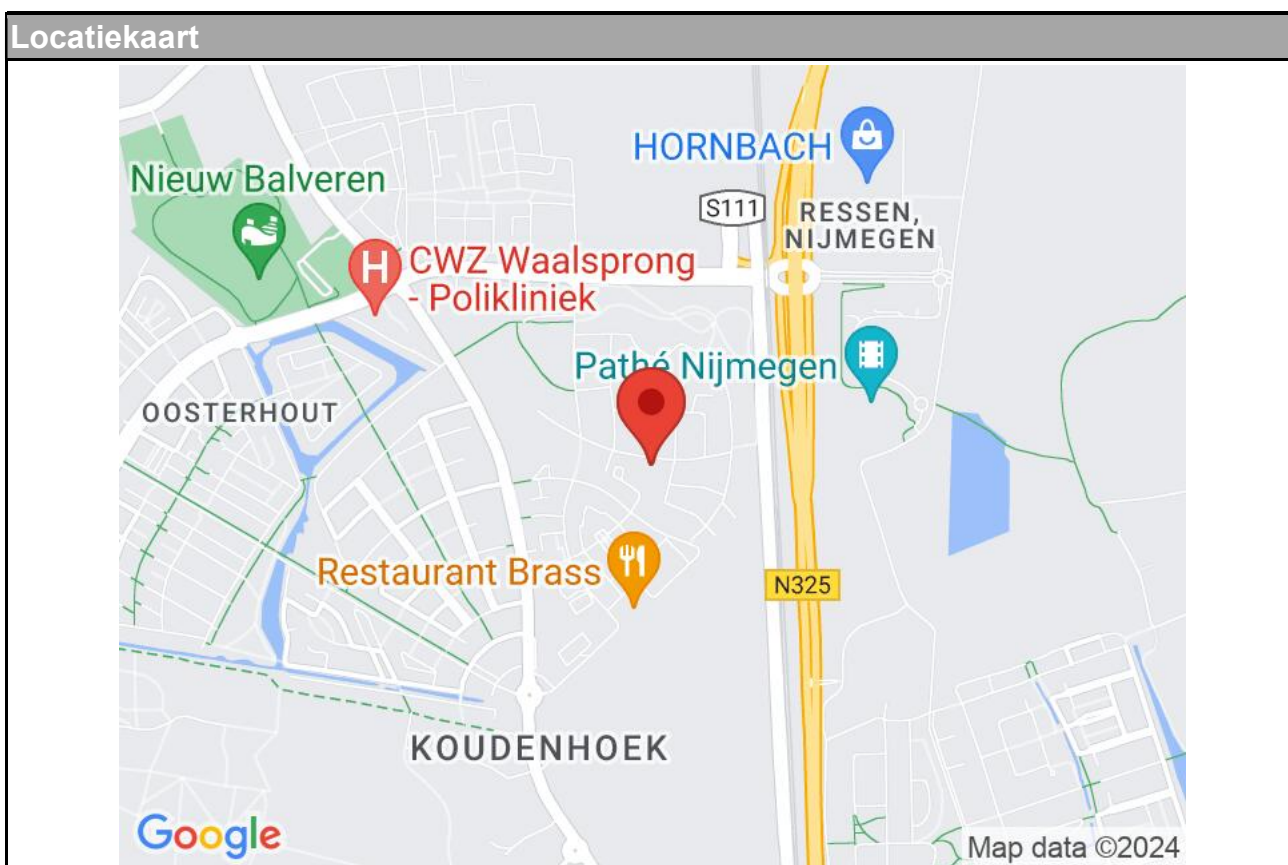 Locatiekaart
HORNBACH
Nieuw Balveren
S111
RESSEN,
NIJMEGEN
H
CWZ Waalsprong
- Polikliniek
Pathé Nijmegen
OOSTERHOUT
Restaurant Brass
N325
KOUDENHOEK
Google
Map data ©2024